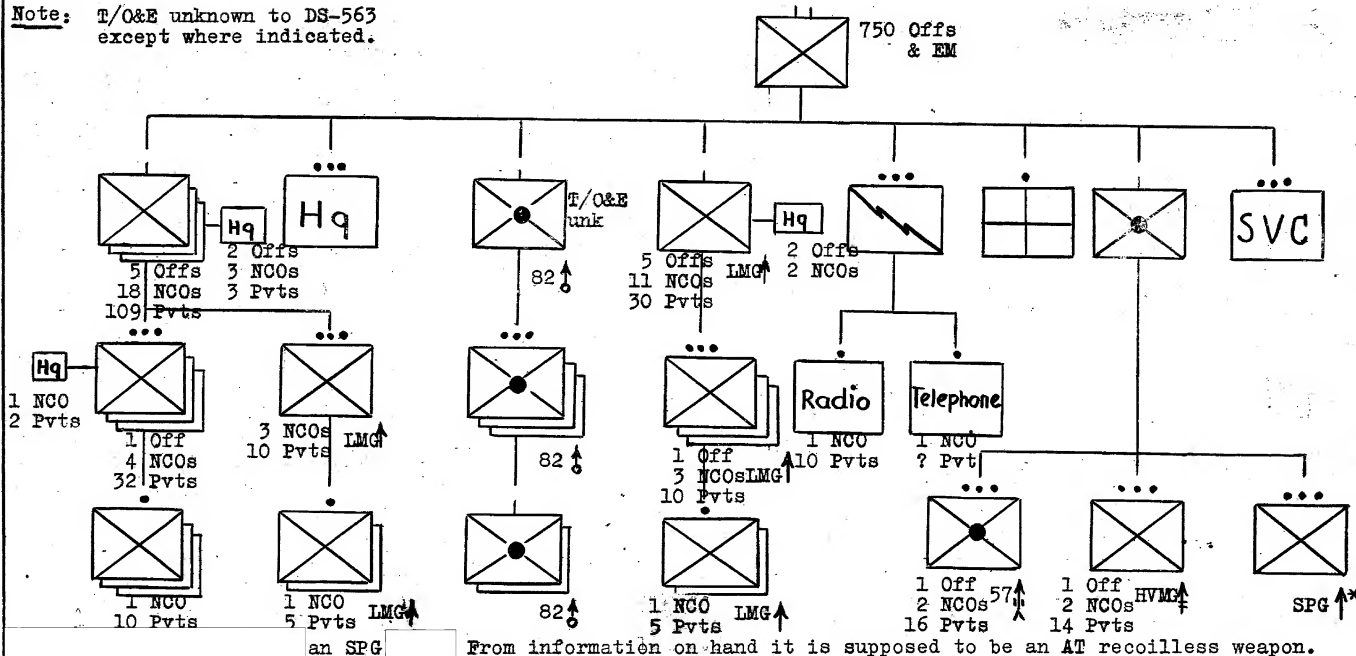 Note: T/O&E unknown to DS-563
except where indicated.
750 Offs
& EM
Hq
Hq
2 Offs
3 NCOs
3 Pvts
5 Offs
18 NCOs
109 Pvts
T/O&E
unk
82
Hq
2 Offs
2 NCOs
5 Offs
11 NCOs
30 Pvts
LMG
SVC
Hq
1 NCO
2 Pvts
1 Off
4 NCOs
32 Pvts
3 NCOs
10 Pvts
LMG
82
1 Off
3 NCOs LMG
10 Pvts
Radio
1 NCO
10 Pvts
Telephone
1 NCO
? Pvt
1 NCO
10 Pvts
1 NCO
5 Pvts
LMG
82
1 NCO
5 Pvts
LMG
1 Off
2 NCOs
16 Pvts
57
1 Off
2 NCOs
14 Pvts
HVMG
SPG *
an SPG From information on hand it is supposed to be an AT recoilless weapon.